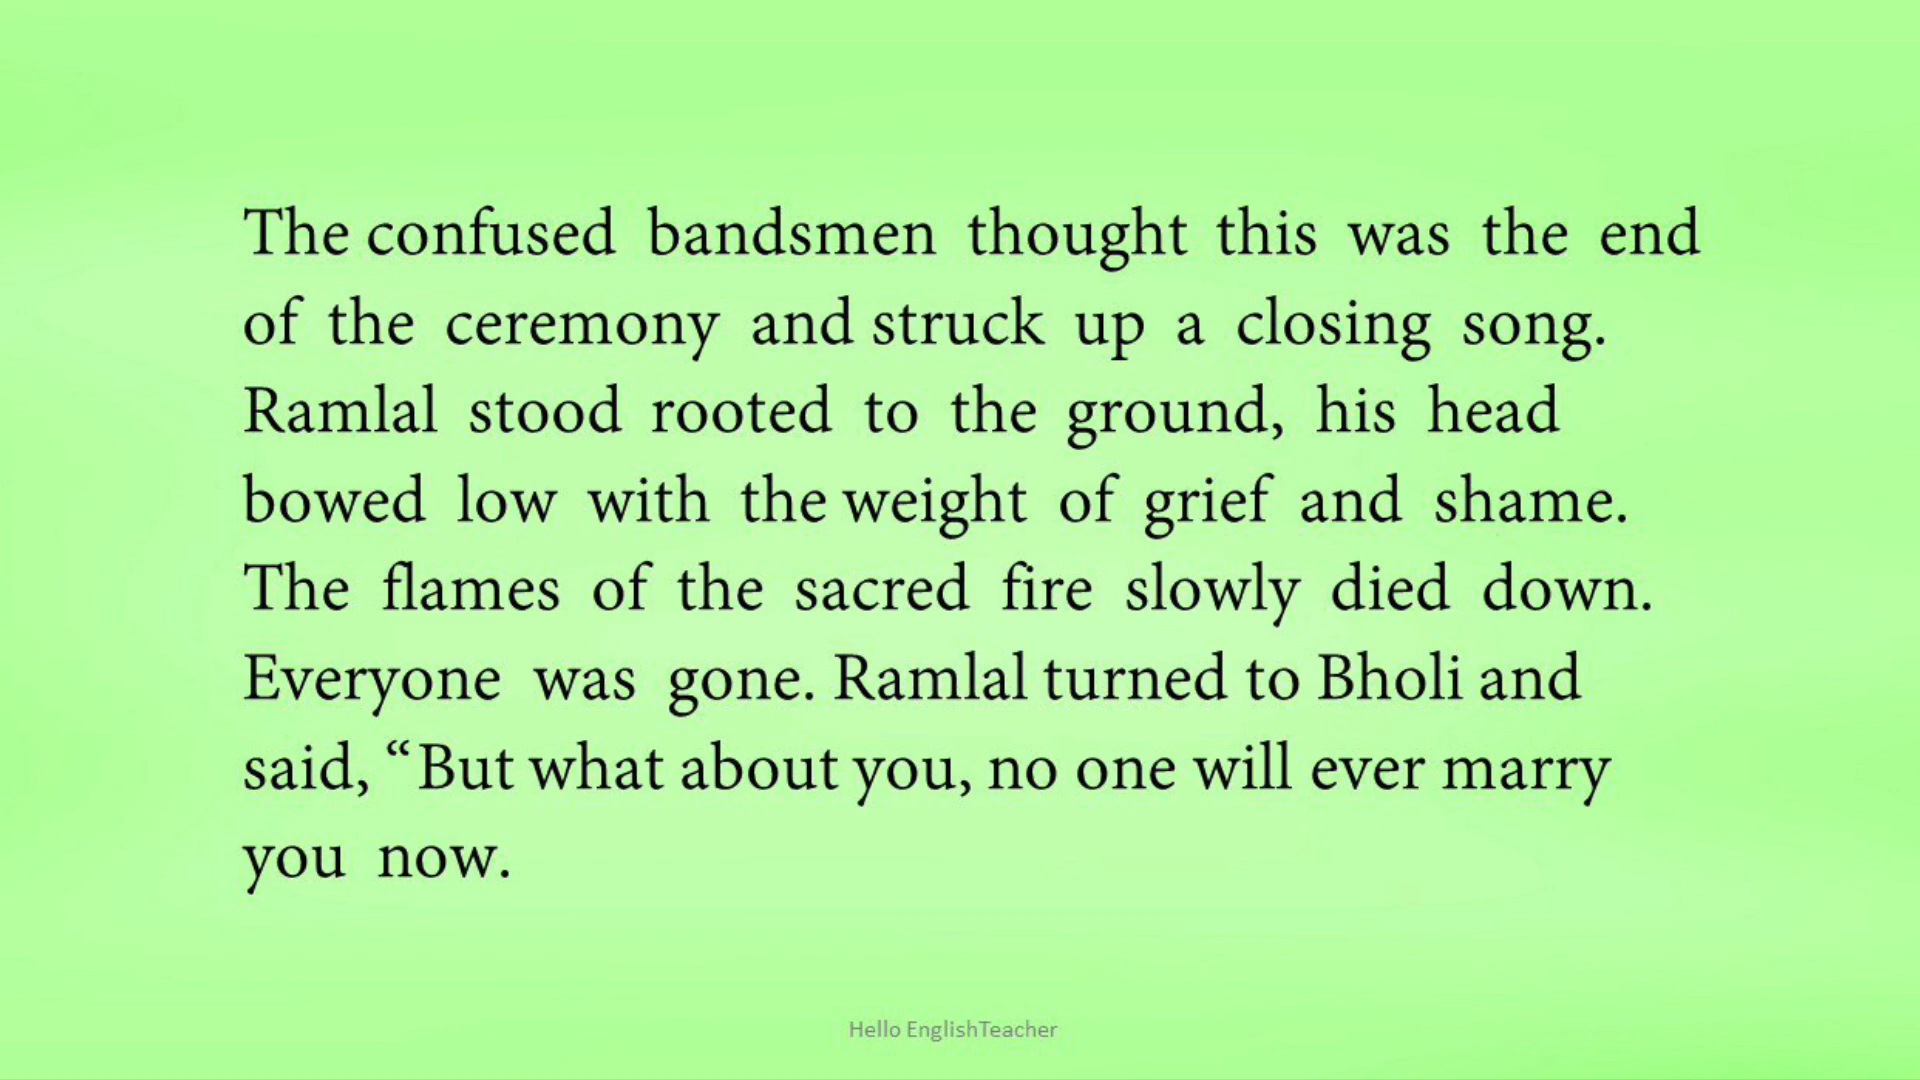 The confused bandsmen thought this was the end
of the ceremony and struck up a closing song.
Ramlal stood rooted to the ground, his head
bowed low with the weight of grief and shame.
The flames of the sacred fire slowly died down.
Everyone was gone. Ramlal turned to Bholi and
said, “But what about you, no one will ever marry
you now.
Hello EnglishTeacher